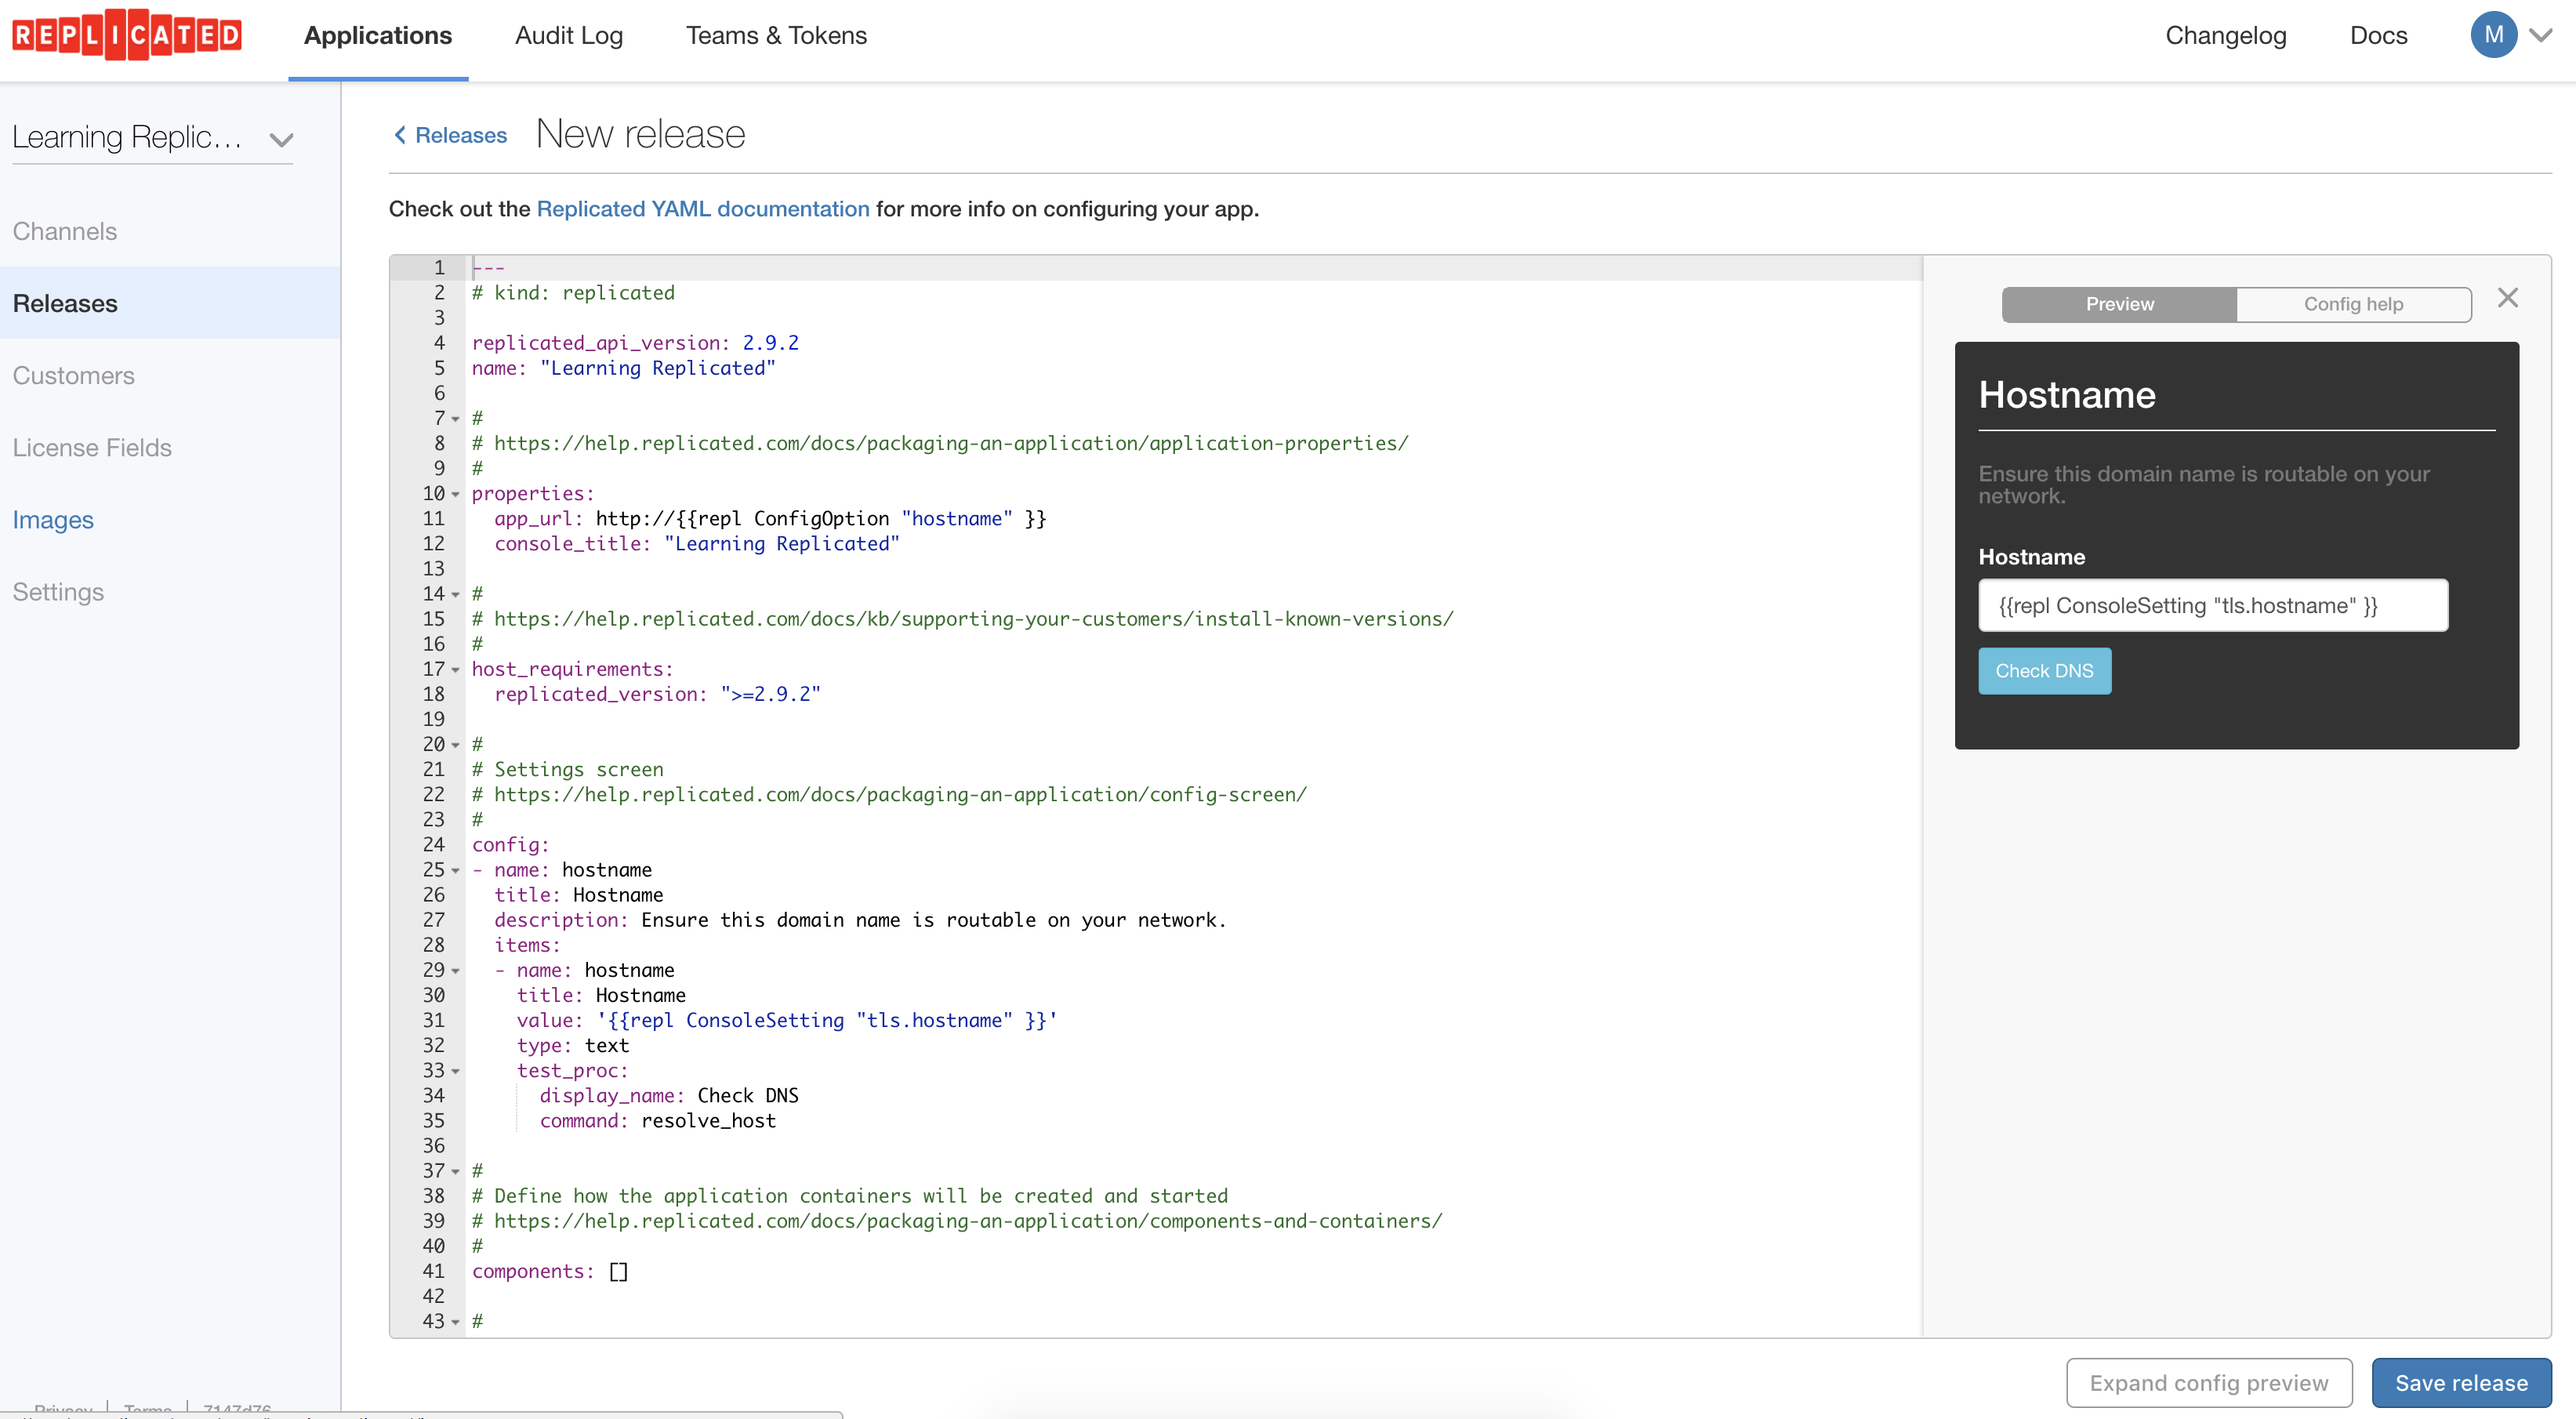 REPLICATED
Applications
Audit Log
Teams & Tokens
Changelog
Docs
M
Learning Replic...
Channels
Releases
Customers
License Fields
Images
Settings
Releases
New release
Check out the Replicated YAML documentation for more info on configuring your app.
1 ---
2 # kind: replicated
3
4 replicated_api_version: 2.9.2
5 name: "Learning Replicated"
6
7 #
8 # https://help.replicated.com/docs/packaging-an-application/application-properties/
9 #
10 properties:
11   app_url: http://{{repl ConfigOption "hostname" }}
12   console_title: "Learning Replicated"
13
14 #
15 # https://help.replicated.com/docs/kb/supporting-your-customers/install-known-versions/
16 #
17 host_requirements:
18   replicated_version: ">=2.9.2"
19
20 #
21 # Settings screen
22 # https://help.replicated.com/docs/packaging-an-application/config-screen/
23 #
24 config:
25 - name: hostname
26   title: Hostname
27   description: Ensure this domain name is routable on your network.
28   items:
29   - name: hostname
30     title: Hostname
31     value: '{{repl ConsoleSetting "tls.hostname" }}'
32     type: text
33     test_proc:
34       display_name: Check DNS
35       command: resolve_host
36
37 #
38 # Define how the application containers will be created and started
39 # https://help.replicated.com/docs/packaging-an-application/components-and-containers/
40 #
41 components: []
42
43 #
Preview
Config help
Hostname
Ensure this domain name is routable on your
network.
Hostname
{{repl ConsoleSetting "tls.hostname" }}
Check DNS
Expand config preview
Save release
Privacy
Terms
7147d76